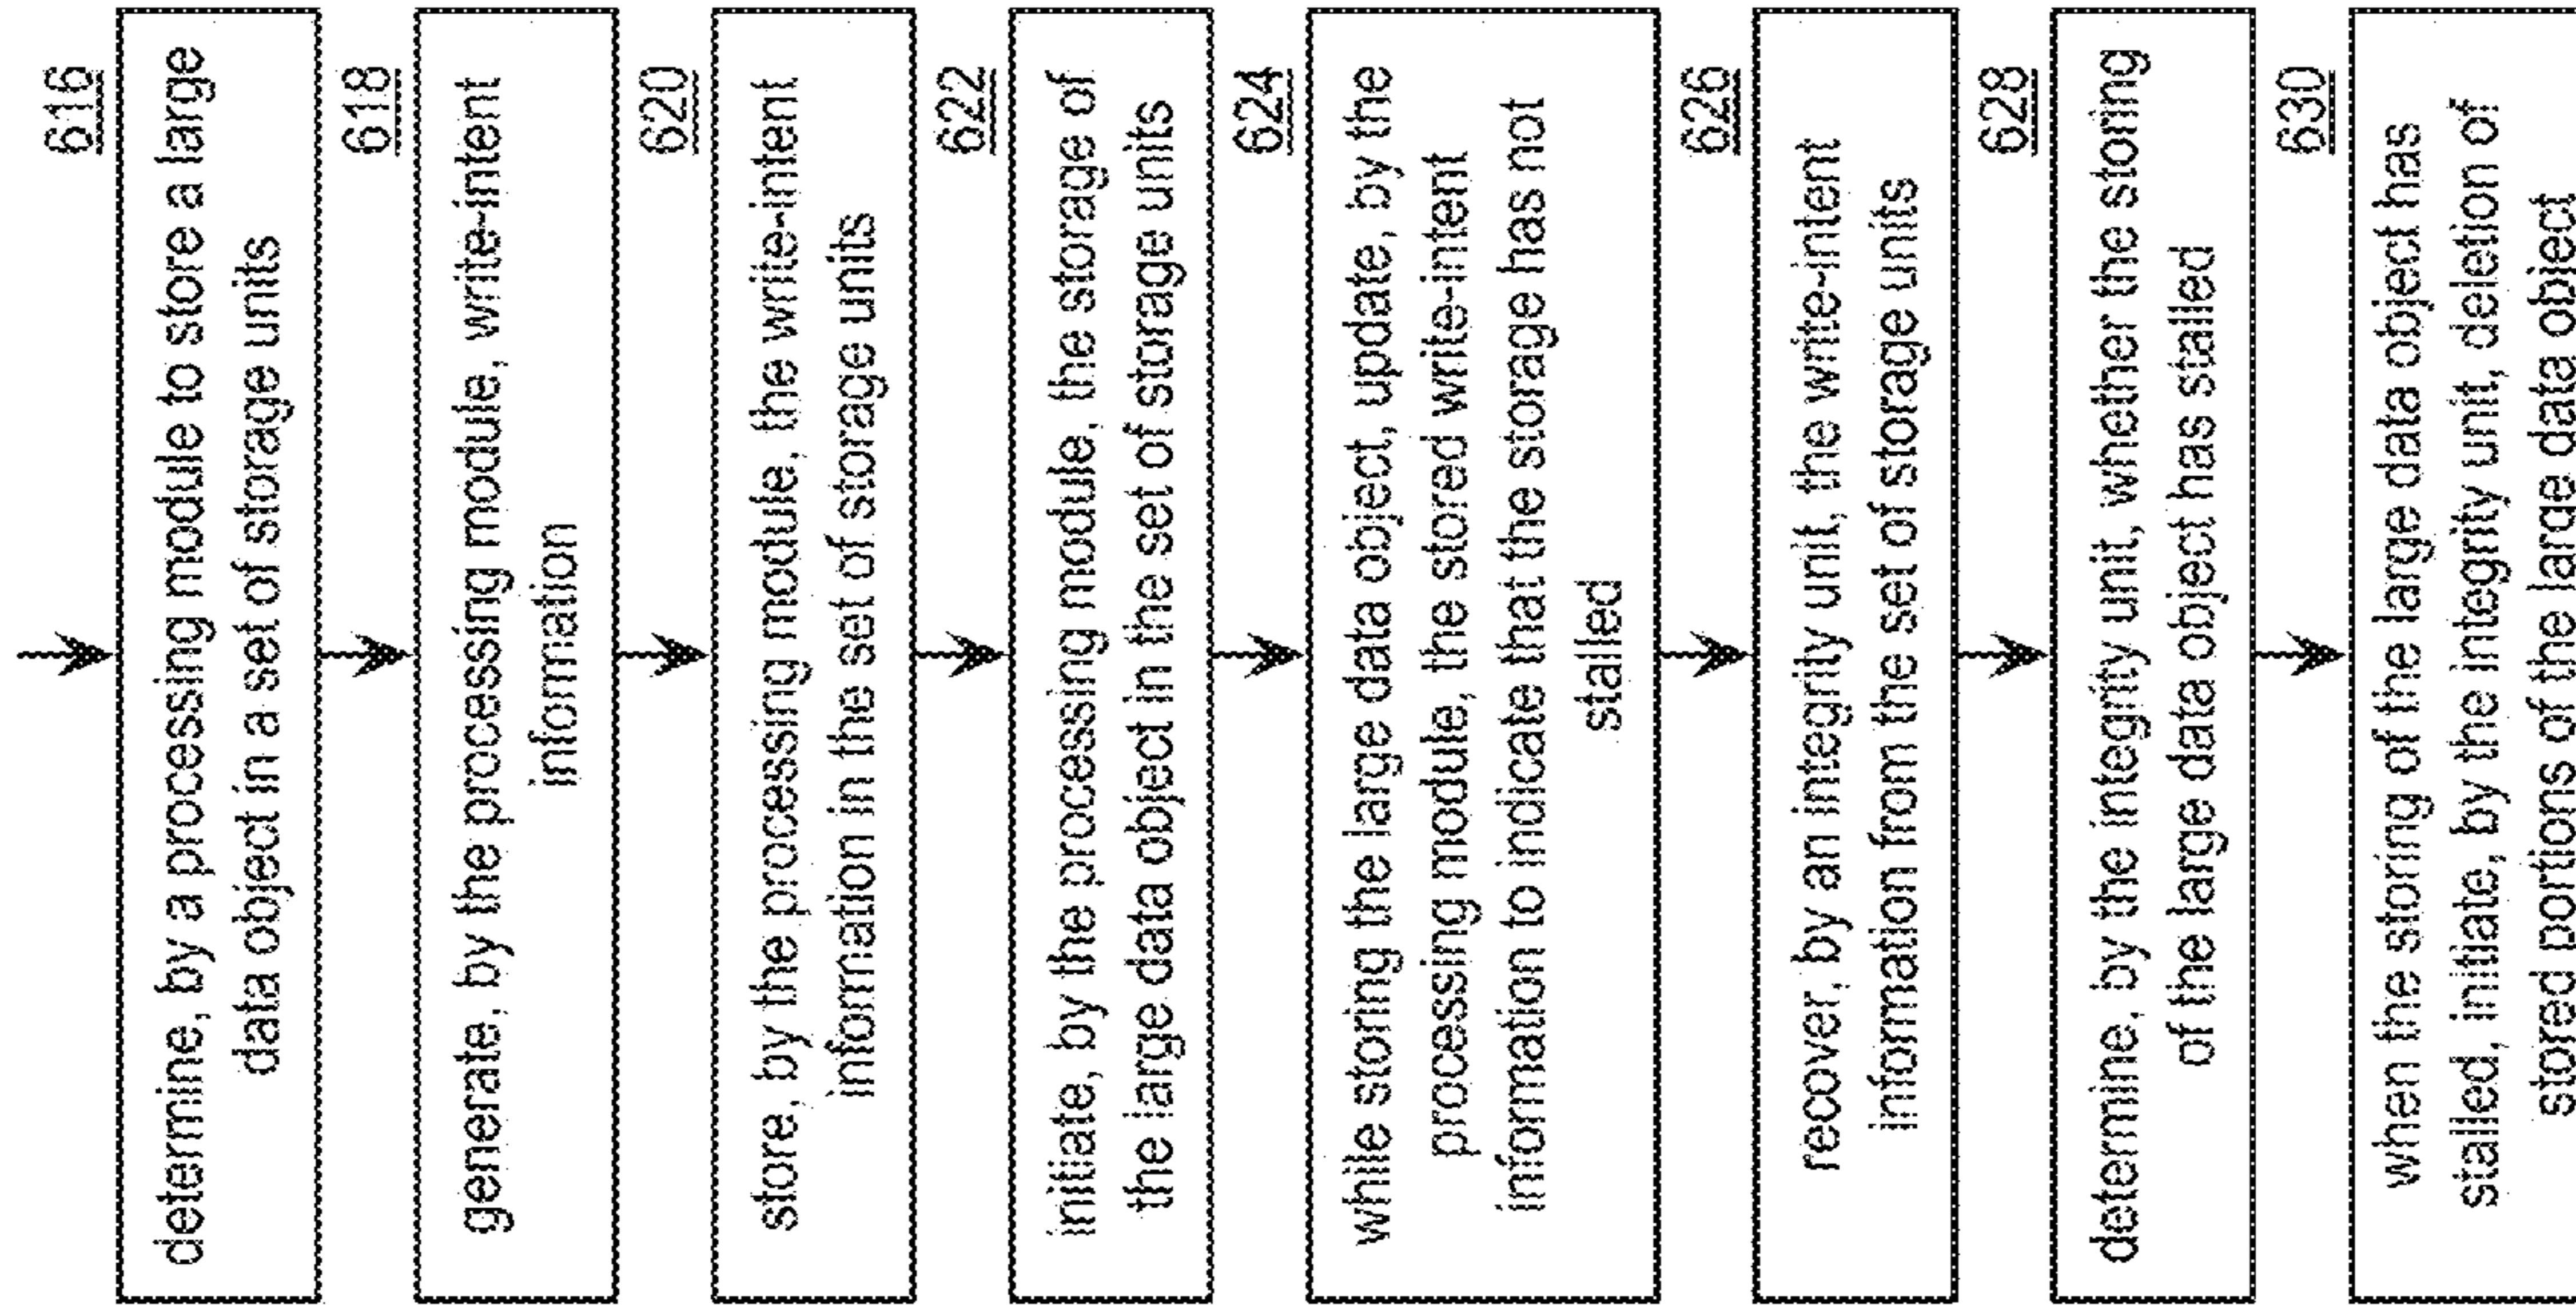 616
determine, by a processing module to store a large
data object in a set of storage units
618
generate, by the processing module, write-intent
information
620
store, by the processing module, the write-intent
information in the set of storage units
622
initiate, by the processing module, the storage of
the large data object in the set of storage units
624
while storing the large data object, update, by the
processing module, the stored write-intent
information to indicate that the storage has not
stalled
626
recover, by an integrity unit, the write-intent
information from the set of storage units
628
determine, by the integrity unit, whether the storing
of the large data object has stalled
630
when the storing of the large data object has
stalled, initiate, by the integrity unit, deletion of
stored portions of the large data object